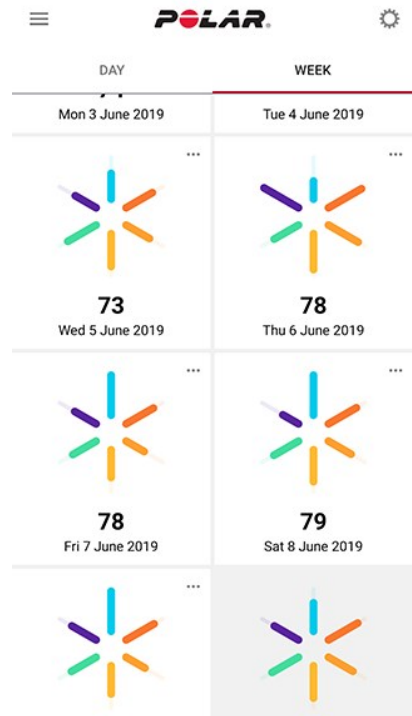 POLAR.
DAY WEEK
Mon 3 June 2019 Tue 4 June 2019
73 78
Wed 5 June 2019 Thu 6 June 2019
78 79
Fri 7 June 2019 Sat 8 June 2019